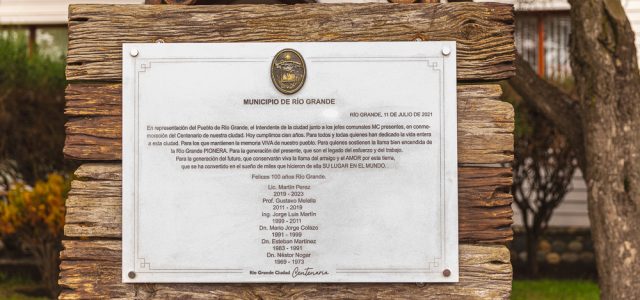 MUNICIPIO DE RÍO GRANDE
RÍO GRANDE, 11 DE JULIO DE 2021
En representación del Pueblo de Río Grande, el intendente de la ciudad junto a los jefes comunales MC presentes, en conme-
moración del Centenario de nuestra ciudad. Hoy cumplimos cien años. Para todos y todas quienes han dedicado la vida entera
a esta ciudad. Para los que mantienen la memoria VIVA de nuestro pueblo. Para quienes sostienen la llama bien encendida de
la Río Grande PIONERA. Para la generación del presente, que son el legado del esfuerzo y del trabajo.
Para la generación del futuro, que conservarán viva la llama del arraigo y el AMOR por esta tierra,
que se ha convertido en el sueño de miles que hicieron de ella SU LUGAR EN EL MUNDO.
Felices 100 años Río Grande.
Lic. Martín Perez
2019 - 2023
Prof. Gustavo Melella
2011 - 2019
Ing. Jorge Luis Martín
1999 - 2011
Dn. Mario Jorge Colazo
1991 - 1999
Dn. Esteban Martínez
1983 - 1991
Dn. Néstor Nogar
1969 - 1973
Río Grande Ciudad Centenaria